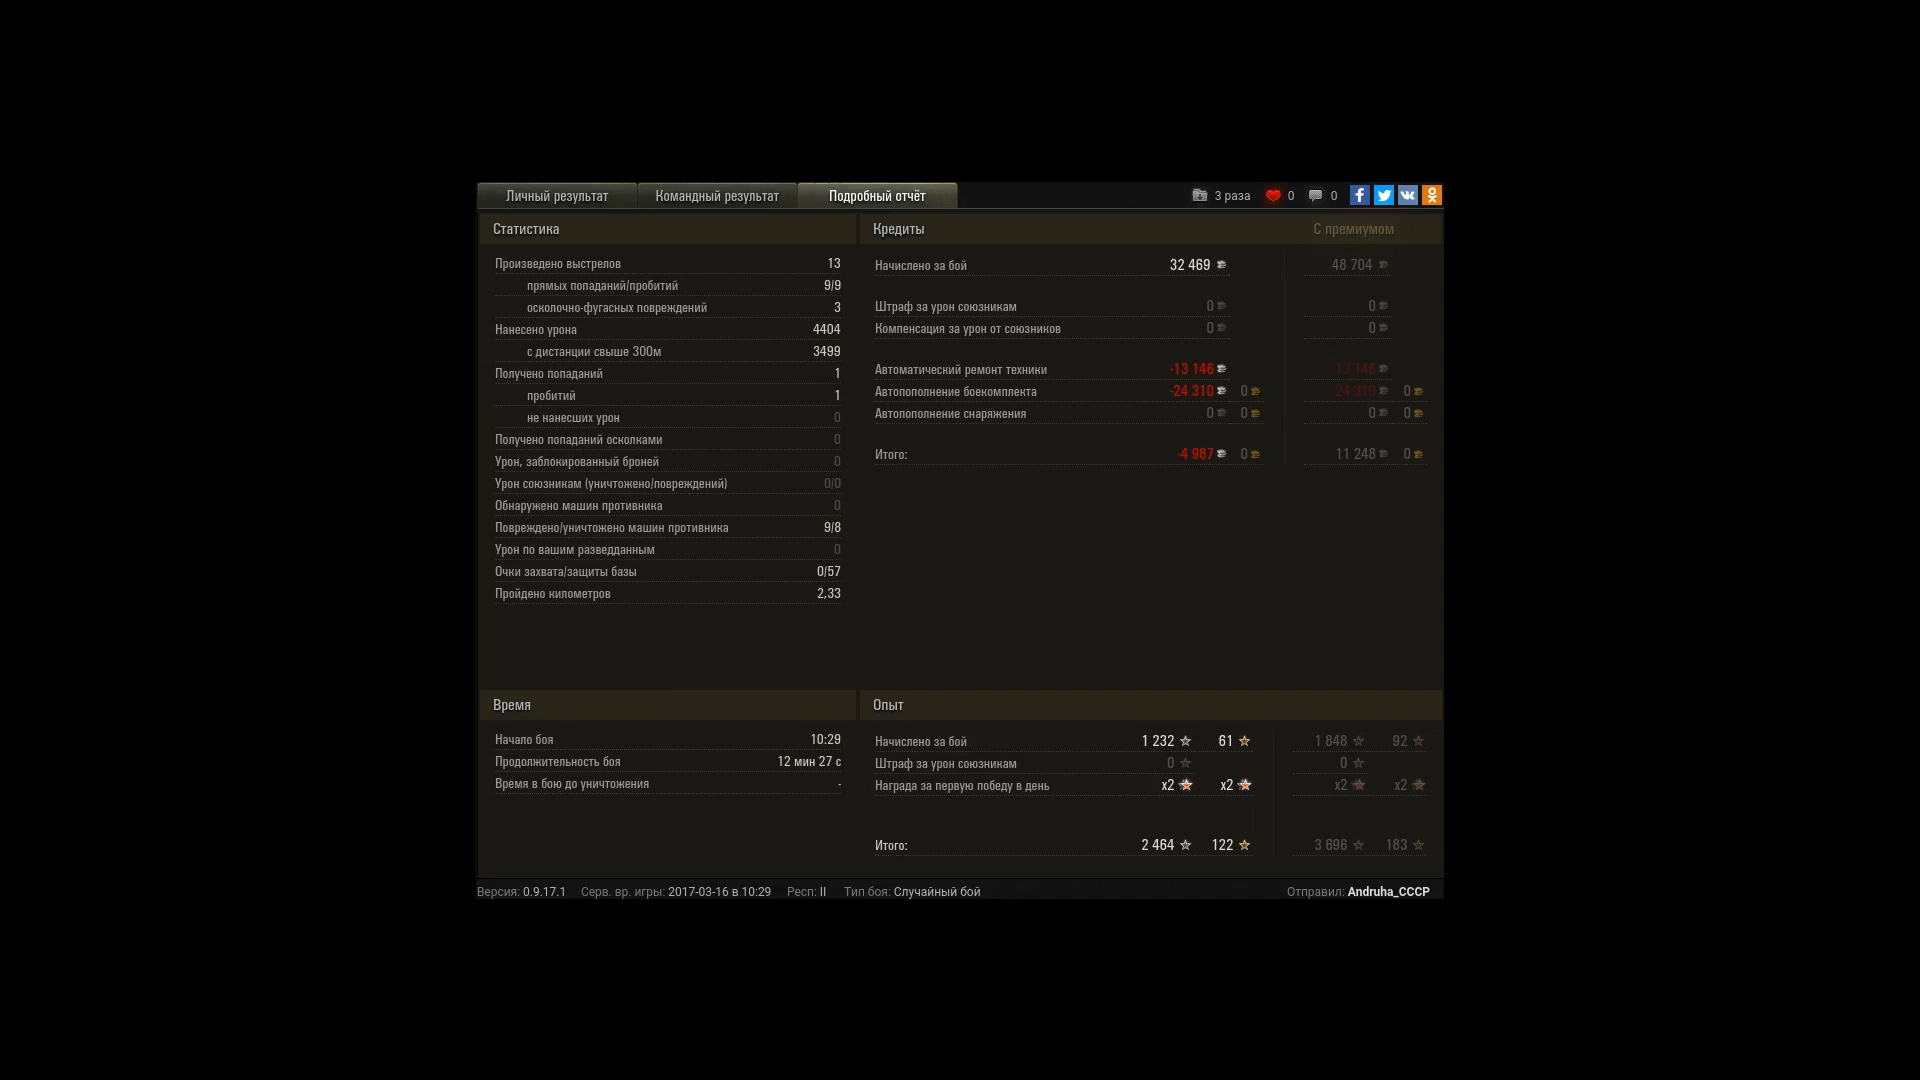 Личный результат Командный результат Подробный отчёт 3 раза 0 0
Статистика
Произведено выстрелов 13
прямых попаданий/пробитий 9/9
осколочно-фугасных повреждений 3
Нанесено урона 4404
с дистанции свыше 300м 3499
Получено попаданий 1
пробитий 1
не нанесших урон 0
Получено попаданий осколками 0
Урон, заблокированный броней 0
Урон союзникам (уничтожено/повреждений) 0/0
Обнаружено машин противника 0
Повреждено/уничтожено машин противника 9/8
Урон по вашим разведданным 0
Очки захвата/защиты базы 0/57
Пройдено километров 2,33
Кредиты С премиумом
Начислено за бой 32 469 48 704
Штраф за урон союзникам 0 0
Компенсация за урон от союзников 0 0
Автоматический ремонт техники -13 146 -13 146
Автопополнение боекомплекта -24 310 0 -24 310 0
Автопополнение снаряжения 0 0 0 0
Итого: -4 987 0 11 248 0
Время
Начало боя 10:29
Продолжительность боя 12 мин 27 с
Время в бою до уничтожения -
Опыт
Начислено за бой 1 232 61 1 848 92
Штраф за урон союзникам 0 0
Награда за первую победу в день x2 x2 x2 x2
Итого: 2 464 122 3 696 183
Версия: 0.9.17.1 Серв. вр. игры: 2017-03-16 в 10:29 Респ: II Тип боя: Случайный бой Отправил: Andruha_CCCP